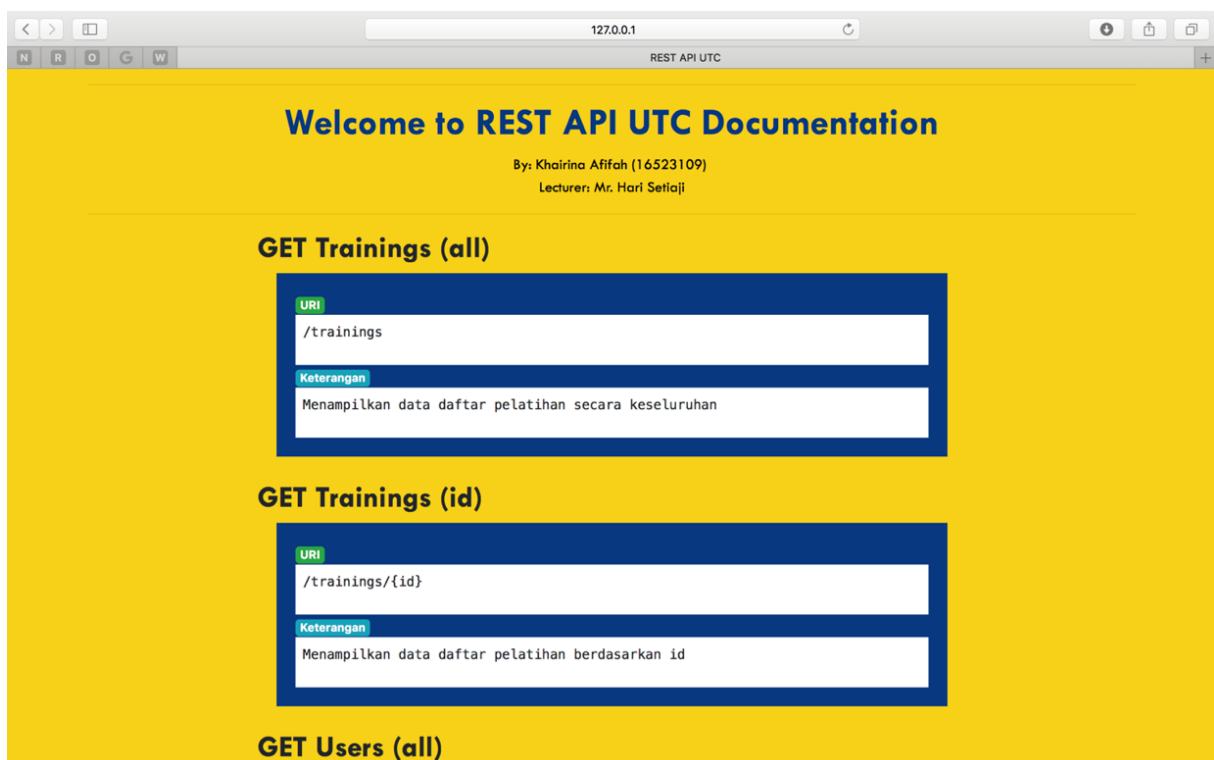 127.0.0.1
N R O G W
REST API UTC
Welcome to REST API UTC Documentation
By: Khairina Afifah (16523109)
Lecturer: Mr. Hari Setiaji
GET Trainings (all)
URI
/trainings
Keterangan
Menampilkan data daftar pelatihan secara keseluruhan
GET Trainings (id)
URI
/trainings/{id}
Keterangan
Menampilkan data daftar pelatihan berdasarkan id
GET Users (all)